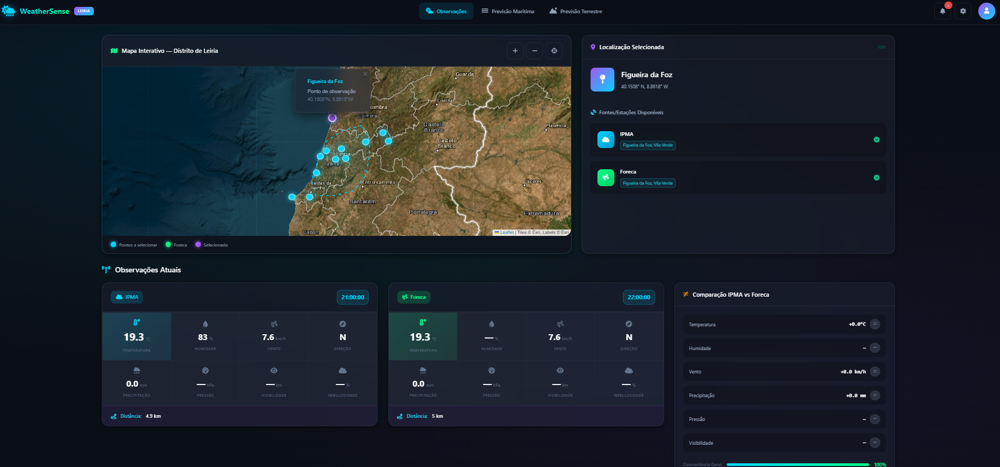 WeatherSense LEIRIA
Observações
Previsão Marítima
Previsão Terrestre
Mapa Interativo — Distrito de Leiria
+
−
Figueira da Foz
Ponto de observação
40.1508°N, 8.8618°W
×
Guarda
Covilha
oimbra
Coimbra
Castelo
Branco
Castelo
Branco
Plasencia
Leiria
Leiria
Caldas da
Rainha
Entroncamento
Caceres
Santarém
Portalegre
Extremadura
Lisbon
Leaflet | Tiles © Esri, Labels © Esri
Pontos a selecionar
Foreca
Selecionado
Localização Selecionada
Figueira da Foz
40.1508° N, 8.8618° W
Fontes/Estações Disponíveis
IPMA
Figueira da Foz, Vila Verde
Foreca
Figueira da Foz, Vila Verde
Observações Atuais
IPMA
21:00:00
19.3 °C
TEMPERATURA
83 %
HUMIDADE
7.6 km/h
VENTO
N
DIREÇÃO
0.0 mm
PRECIPITAÇÃO
— hPa
PRESSÃO
— km
VISIBILIDADE
— %
NEBULOSIDADE
Distância: 4.9 km
Foreca
22:00:00
19.3 °C
TEMPERATURA
— %
HUMIDADE
7.6 km/h
VENTO
N
DIREÇÃO
0.0 mm
PRECIPITAÇÃO
— hPa
PRESSÃO
— km
VISIBILIDADE
— %
NEBULOSIDADE
Distância: 5 km
Comparação IPMA vs Foreca
Temperatura +0.0°C =
Humidade – −
Vento +0.0 km/h =
Precipitação +0.0 mm =
Pressão – −
Visibilidade – −
Concordância Geral 100%